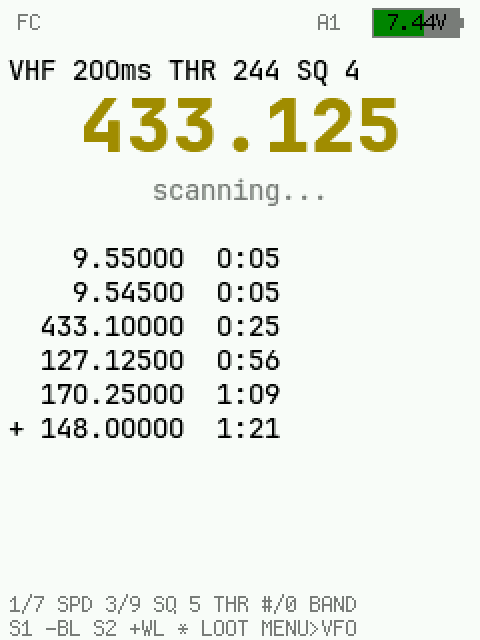 FC A1 7.44V
VHF 200ms THR 244 SQ 4
433.125
scanning...
9.55000 0:05
9.54500 0:05
433.10000 0:25
127.12500 0:56
170.25000 1:09
+ 148.00000 1:21
1/7 SPD 3/9 SQ 5 THR #/0 BAND
S1 -BL S2 +WL * LOOT MENU>VFO